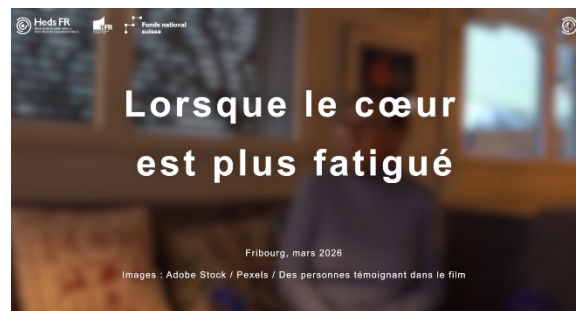 Heds FR
HFR
Fonds national
suisse
Lorsque le cœur
est plus fatigué
Fribourg, mars 2026
Images : Adobe Stock / Pexels / Des personnes témoignant dans le film